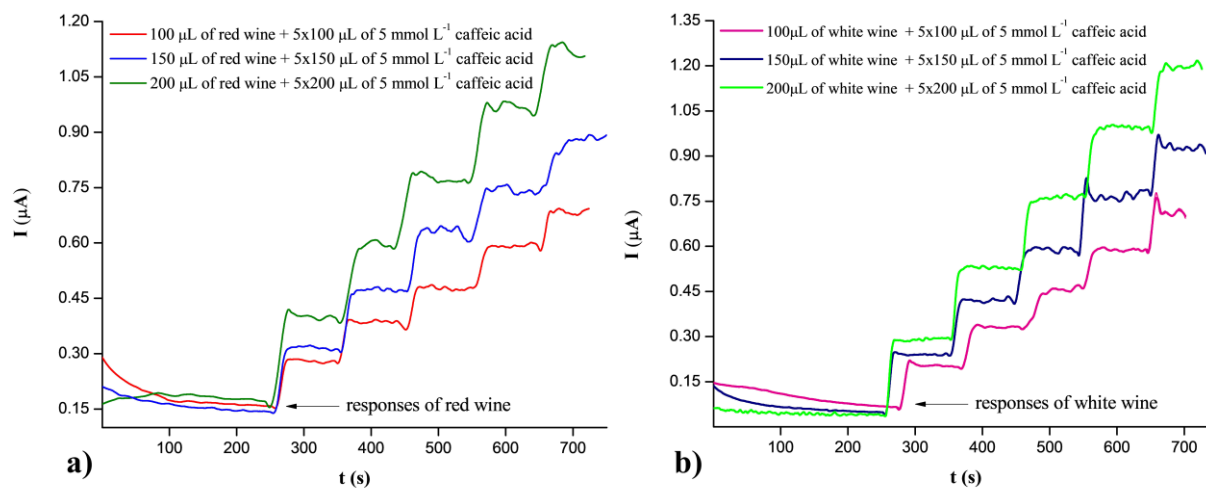 1.20
1.05
0.90
0.75
0.60
0.45
0.30
0.15
I (μA)
100 μL of red wine + 5x100 μL of 5 mmol L⁻¹ caffeic acid
150 μL of red wine + 5x150 μL of 5 mmol L⁻¹ caffeic acid
200 μL of red wine + 5x200 μL of 5 mmol L⁻¹ caffeic acid
responses of red wine
100 200 300 400 500 600 700
a)
t (s)
1.35
1.20
1.05
0.90
0.75
0.60
0.45
0.30
0.15
I (μA)
100μL of white wine + 5x100 μL of 5 mmol L⁻¹ caffeic acid
150μL of white wine + 5x150 μL of 5 mmol L⁻¹ caffeic acid
200μL of white wine + 5x200 μL of 5 mmol L⁻¹ caffeic acid
responses of white wine
100 200 300 400 500 600 700
b)
t (s)